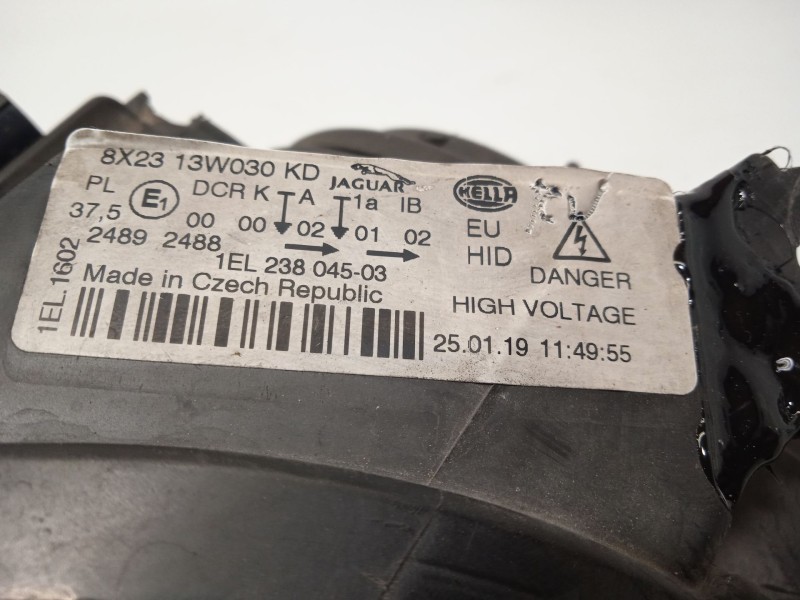 8X23 13W030 KD JAGUAR HELLA
PL E1 DCR K A 1a IB
37,5 00 00 02 01 02 EU
2489 2488 HID DANGER
1EL 238 045-03
1EL.1602
Made in Czech Republic HIGH VOLTAGE
25.01.19 11:49:55